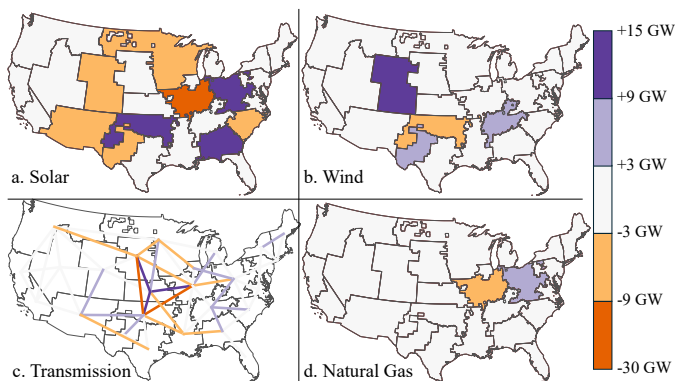 +15 GW
+9 GW
+3 GW
-3 GW
-9 GW
-30 GW
a. Solar
b. Wind
c. Transmission
d. Natural Gas